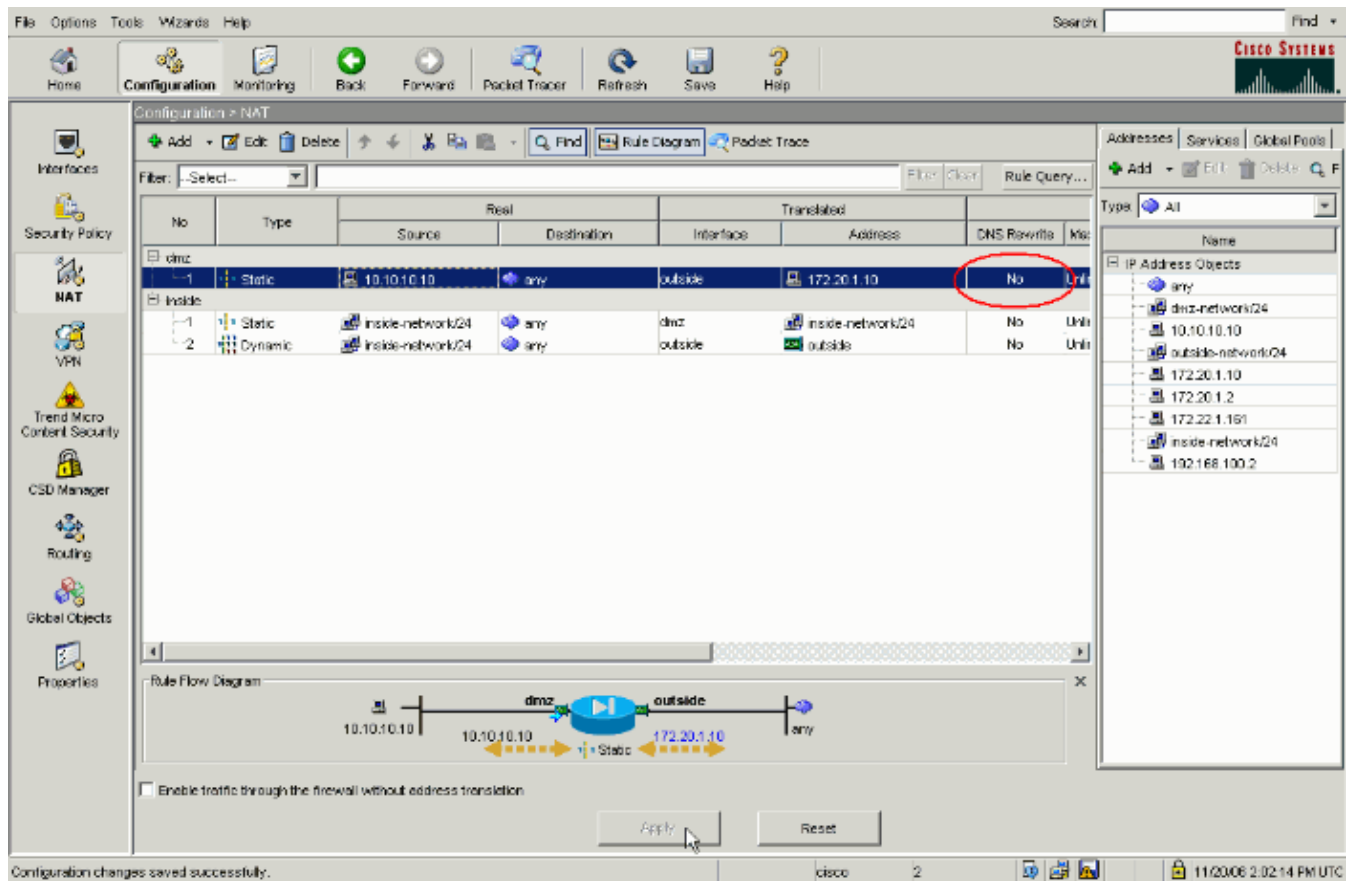 File Options Tools Wizards Help Search: Find
Home Configuration Monitoring Back Forward Packet Tracer Refresh Save Help
CISCO SYSTEMS
Configuration > NAT
Interfaces
Security Policy
NAT
VPN
Trend Micro Content Security
CSD Manager
Routing
Global Objects
Properties
Add Edit Delete Find Rule Diagram Packet Trace
Filter: --Select-- Filter Clear Rule Query...
No Type Real Translated
Source Destination Interface Address DNS Rewrite
dmz
1 Static 10.10.10.10 any outside 172.20.1.10 No
inside
1 Static inside-network/24 any dmz inside-network/24 No
2 Dynamic inside-network/24 any outside outside No
Addresses Services Global Pools
Add Edit Delete F
Type: All
Name
IP Address Objects
any
dmz-network/24
10.10.10.10
outside-network/24
172.20.1.10
172.20.1.2
172.22.1.161
inside-network/24
192.168.100.2
Rule Flow Diagram
dmz outside
10.10.10.10 any
10.10.10.10 Static 172.20.1.10
Enable traffic through the firewall without address translation
Apply Reset
Configuration changes saved successfully. cisco 2 11/20/06 2:02:14 PM UTC